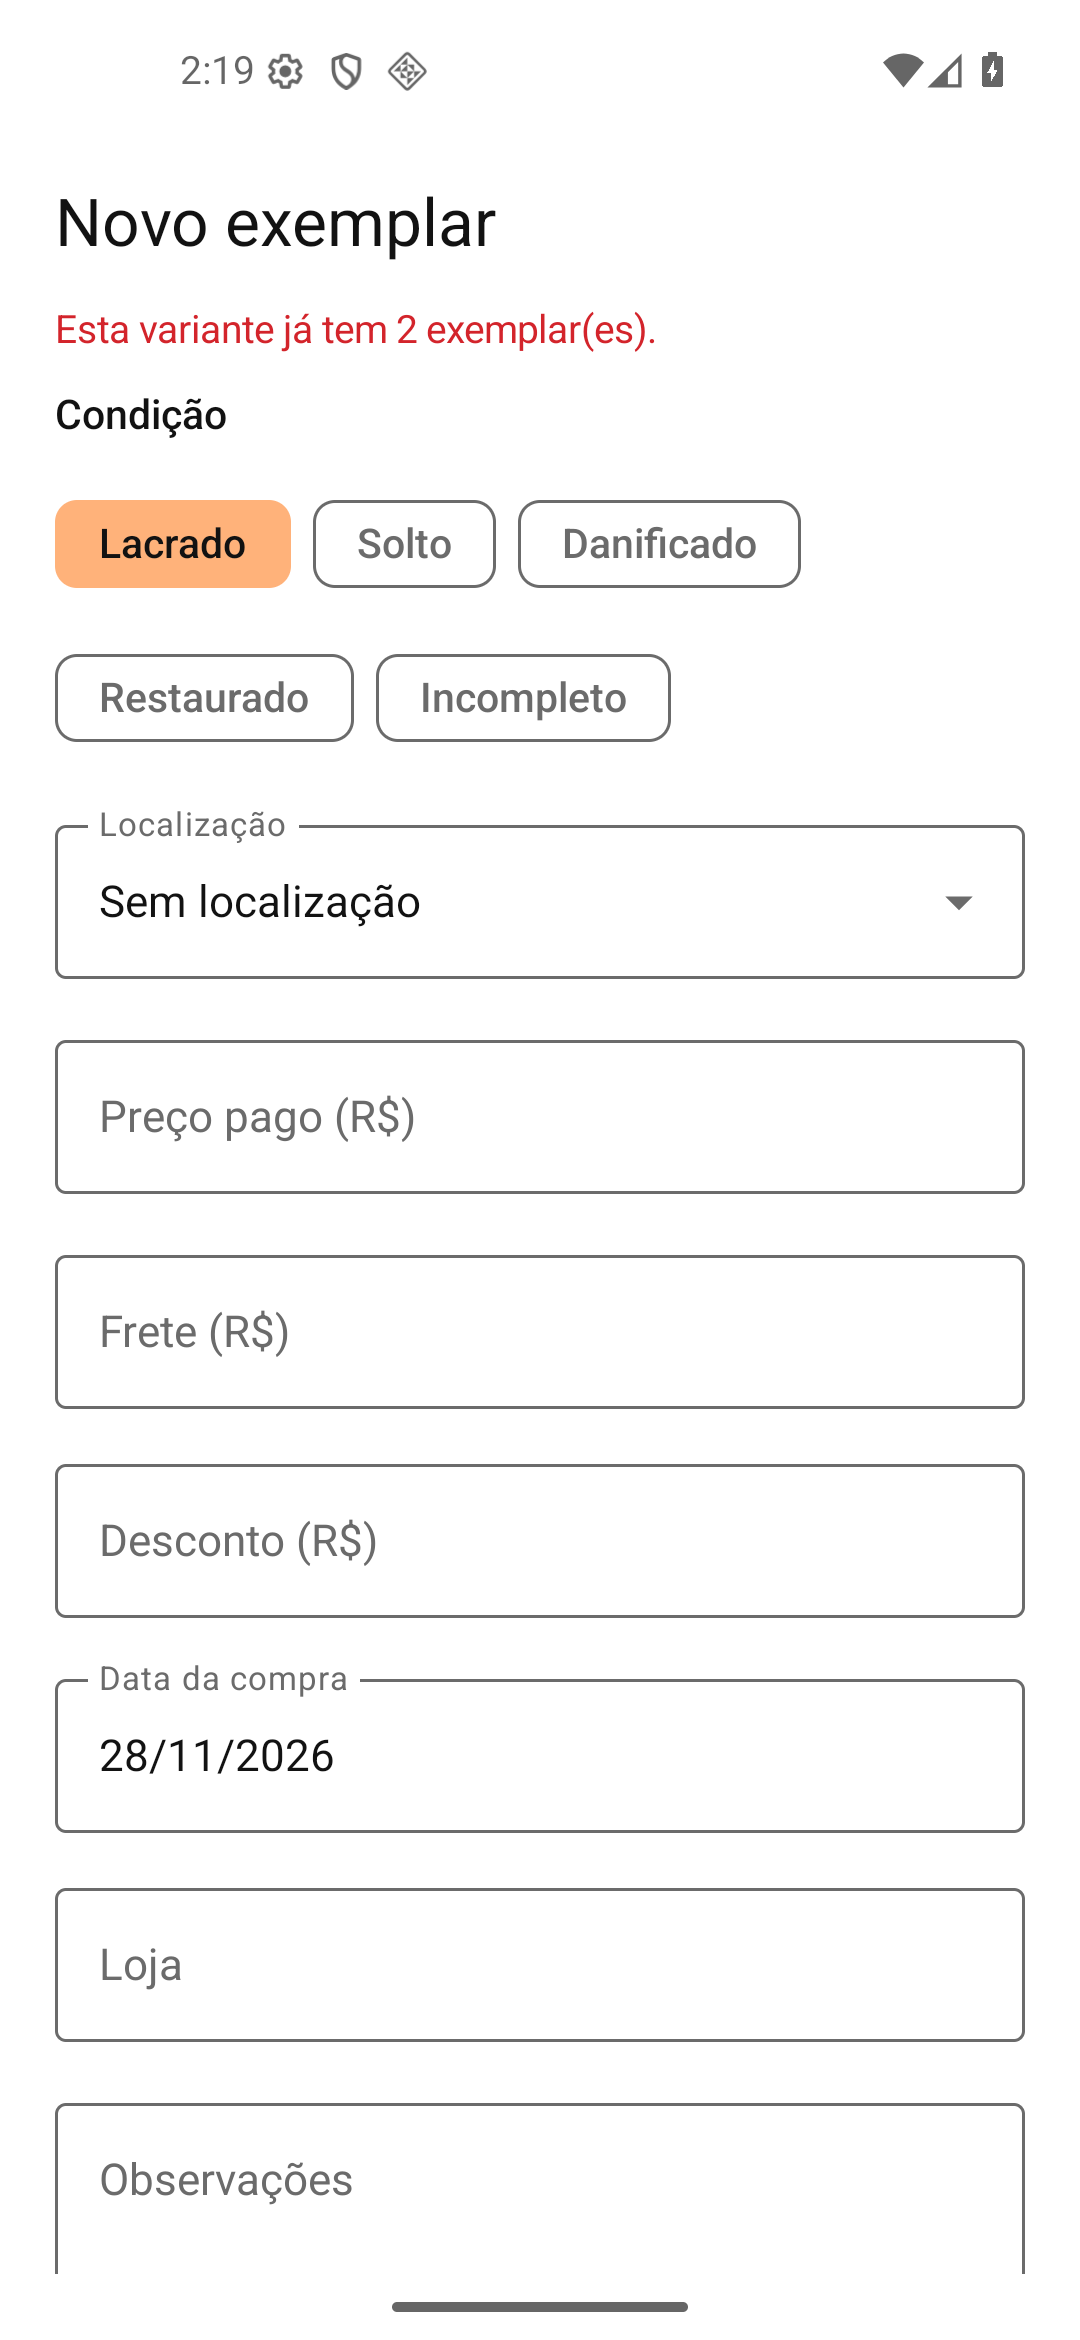 2:19
Novo exemplar
Esta variante já tem 2 exemplar(es).
Condição
Lacrado Solto Danificado
Restaurado Incompleto
Localização
Sem localização
Preço pago (R$)
Frete (R$)
Desconto (R$)
Data da compra
28/11/2026
Loja
Observações